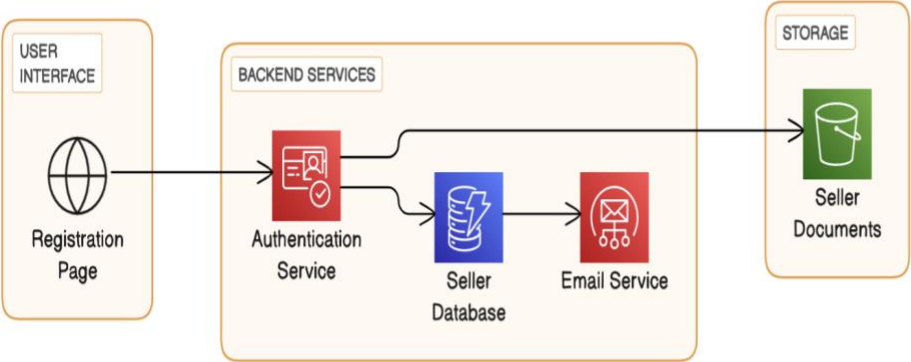 USER
INTERFACE
Registration
Page
BACKEND SERVICES
Authentication
Service
Seller
Database
Email Service
STORAGE
Seller
Documents